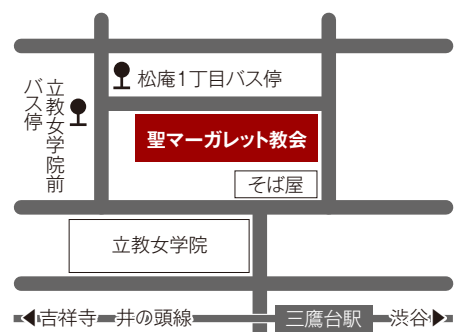 松庵1丁目バス停
立教女学院前
バス停
聖マーガレット教会
そば屋
立教女学院
◀吉祥寺 井の頭線 三鷹台駅 渋谷▶